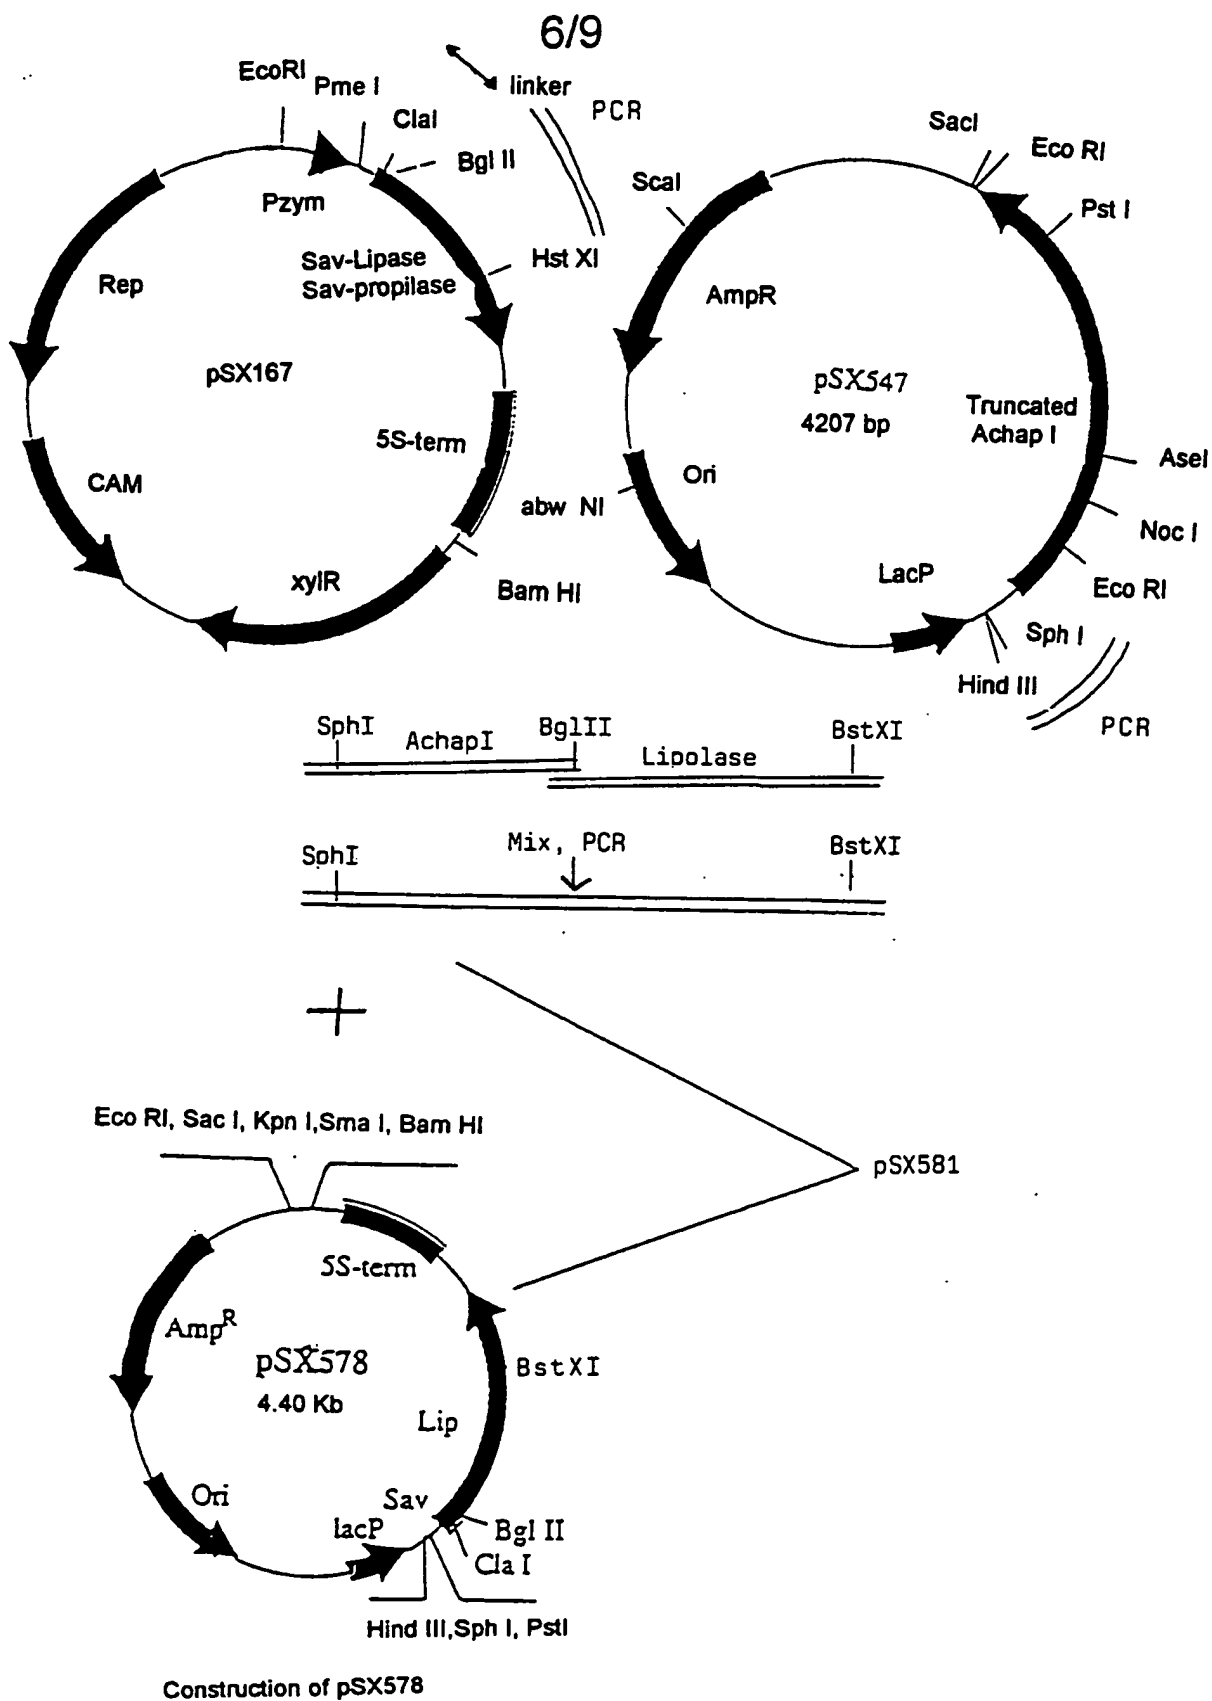 6/9
EcoRI
Pme I
linker
PCR
ClaI
Bgl II
Pzym
Sav-Lipase
Sav-propilase
Hst XI
Rep
pSX167
5S-term
CAM
xylR
Bam HI
SacI
Eco RI
ScaI
Pst I
AmpR
pSX547
4207 bp
Truncated
Achap I
AseI
Ori
abw NI
Noc I
LacP
Eco RI
Sph I
Hind III
PCR
SphI
AchapI
BglII
Lipolase
BstXI
SphI
Mix, PCR
BstXI
+
Eco RI, Sac I, Kpn I,Sma I, Bam HI
pSX581
5S-term
AmpR
pSX578
4.40 Kb
BstXI
Lip
Ori
Sav
lacP
Bgl II
Cla I
Hind III,Sph I, PstI
Construction of pSX578